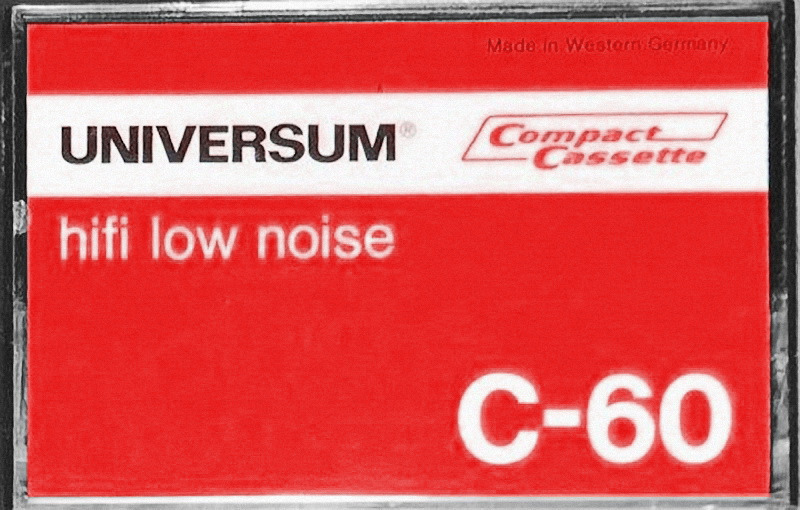 Made in Western Germany
UNIVERSUM®
Compact
Cassette
hifi low noise
C-60